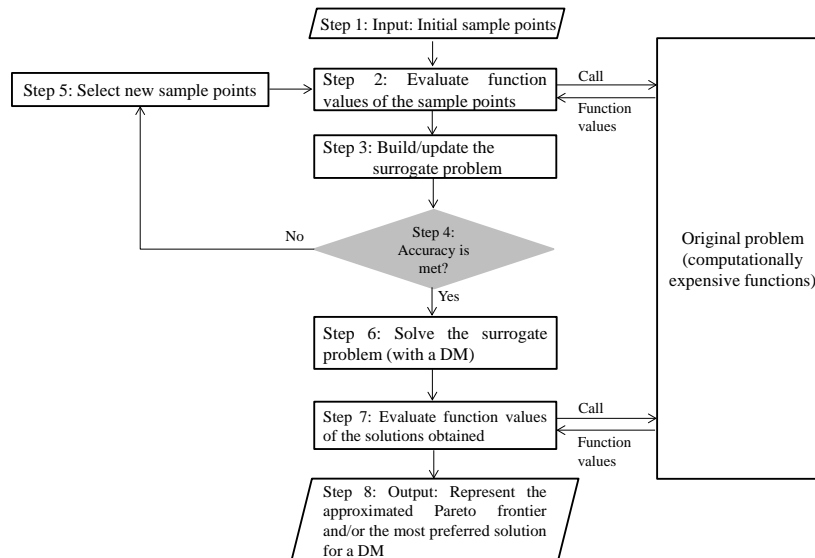 Step 1: Input: Initial sample points
Step 5: Select new sample points
Step 2: Evaluate function
values of the sample points
Call
Function
values
Step 3: Build/update the
surrogate problem
No
Step 4:
Accuracy is
met?
Yes
Original problem
(computationally
expensive functions)
Step 6: Solve the surrogate
problem (with a DM)
Step 7: Evaluate function values
of the solutions obtained
Call
Function
values
Step 8: Output: Represent the
approximated Pareto frontier
and/or the most preferred solution
for a DM